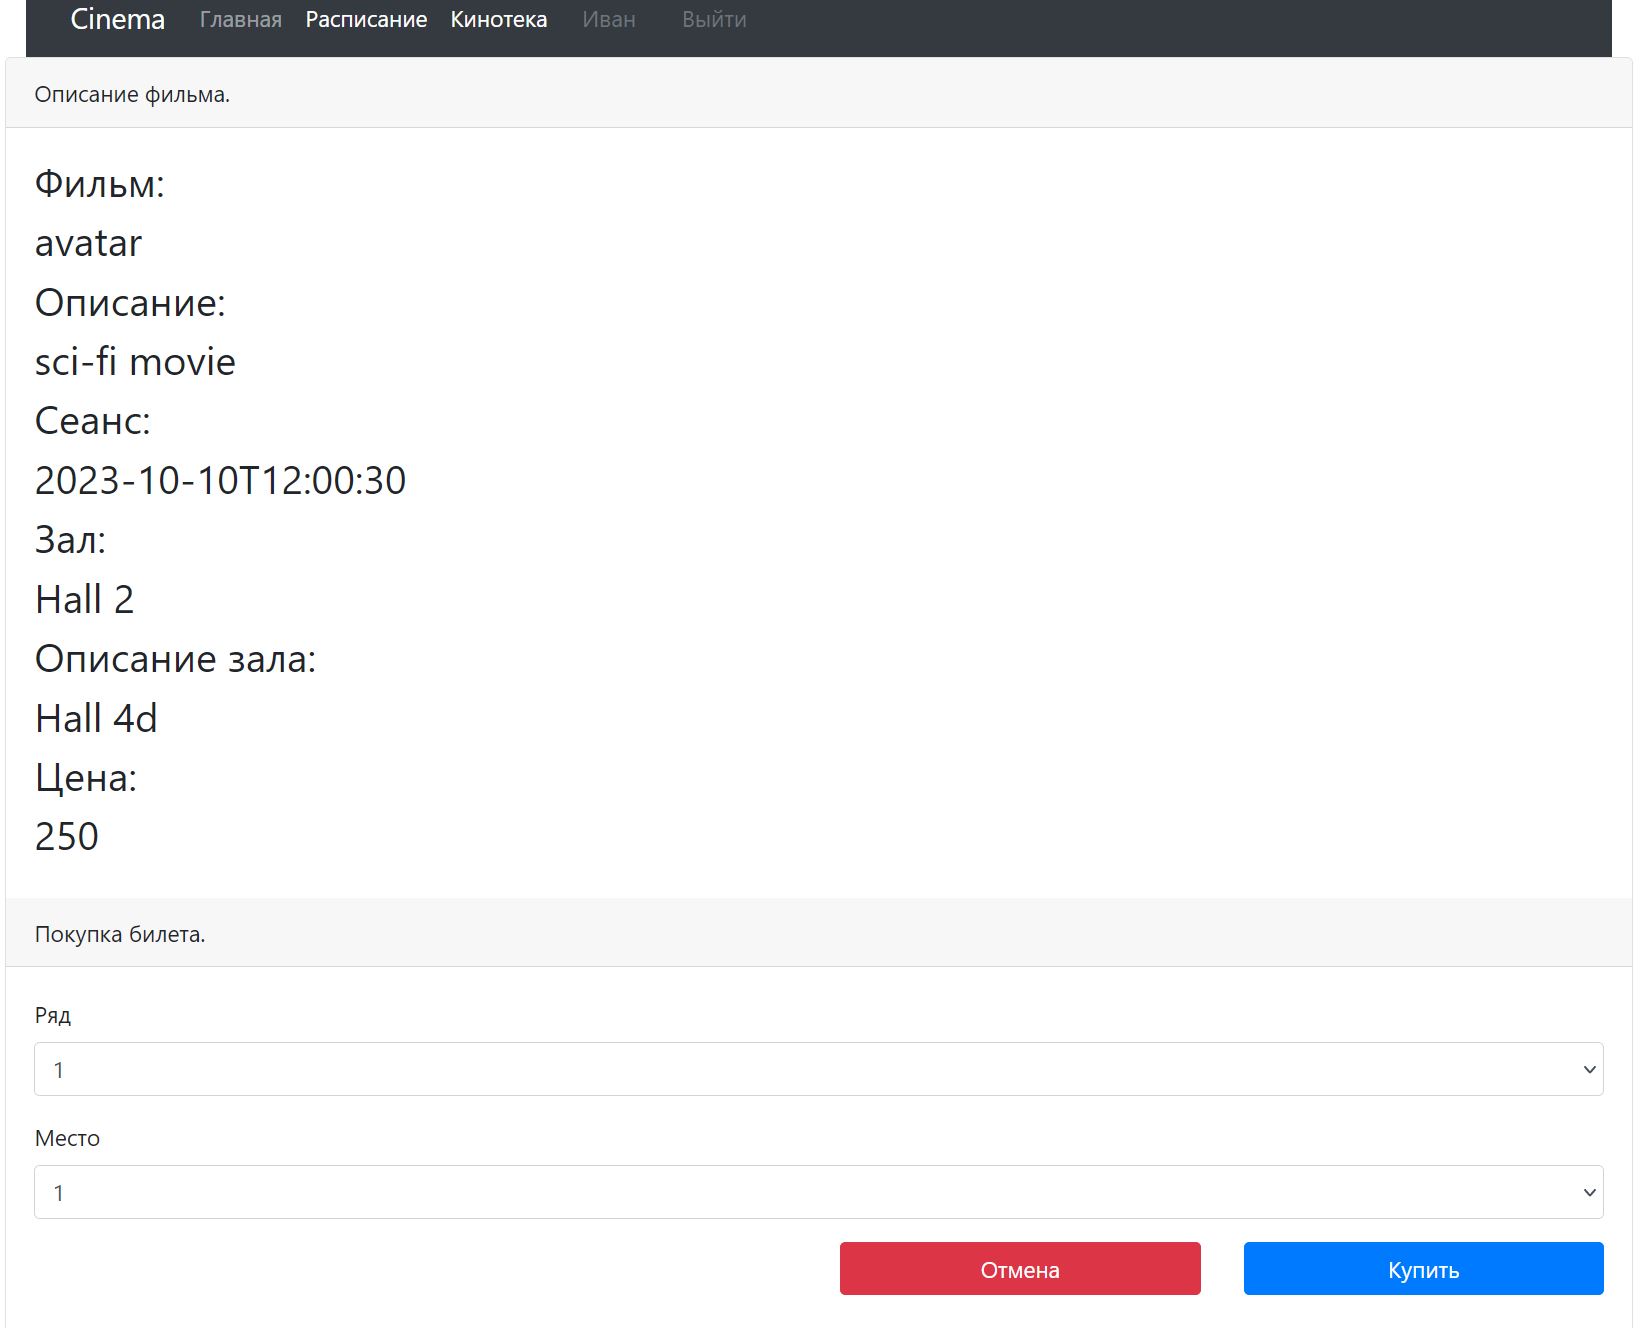 Cinema Главная Расписание Кинотека Иван Выйти
Описание фильма.
Фильм:
avatar
Описание:
sci-fi movie
Сеанс:
2023-10-10T12:00:30
Зал:
Hall 2
Описание зала:
Hall 4d
Цена:
250
Покупка билета.
Ряд
1
Место
1
Отмена Купить